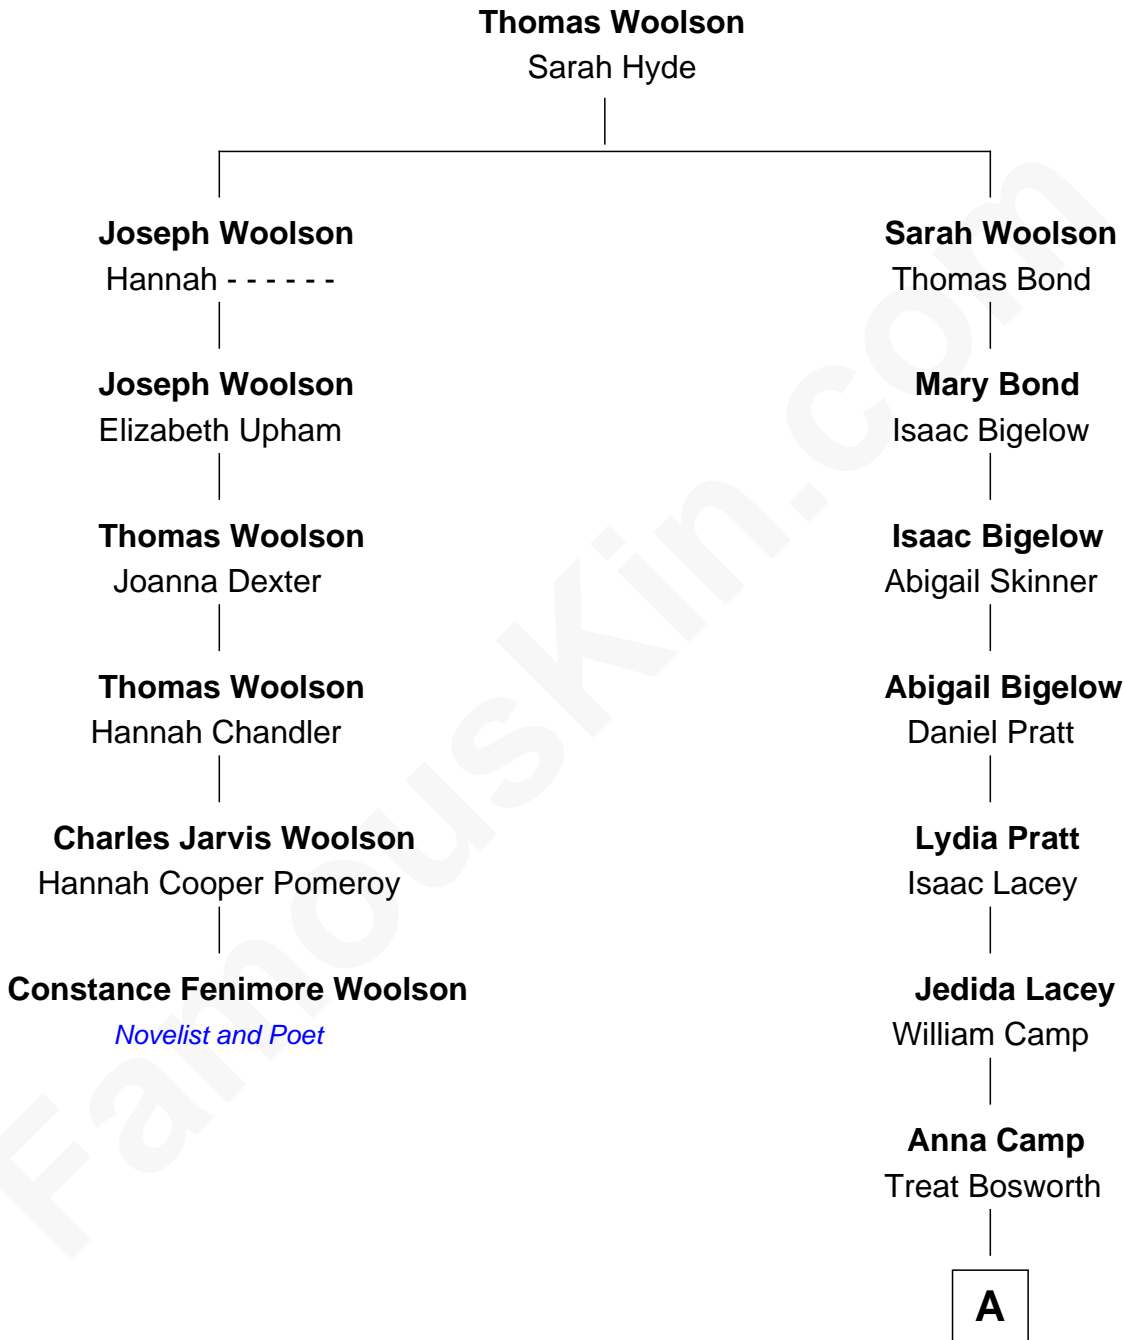 Thomas Woolson
Sarah Hyde
Joseph Woolson
Hannah - - - - - -
Joseph Woolson
Elizabeth Upham
Thomas Woolson
Joanna Dexter
Thomas Woolson
Hannah Chandler
Charles Jarvis Woolson
Hannah Cooper Pomeroy
Constance Fenimore Woolson
Novelist and Poet
Sarah Woolson
Thomas Bond
Mary Bond
Isaac Bigelow
Isaac Bigelow
Abigail Skinner
Abigail Bigelow
Daniel Pratt
Lydia Pratt
Isaac Lacey
Jedida Lacey
William Camp
Anna Camp
Treat Bosworth
A
FamousKin.com